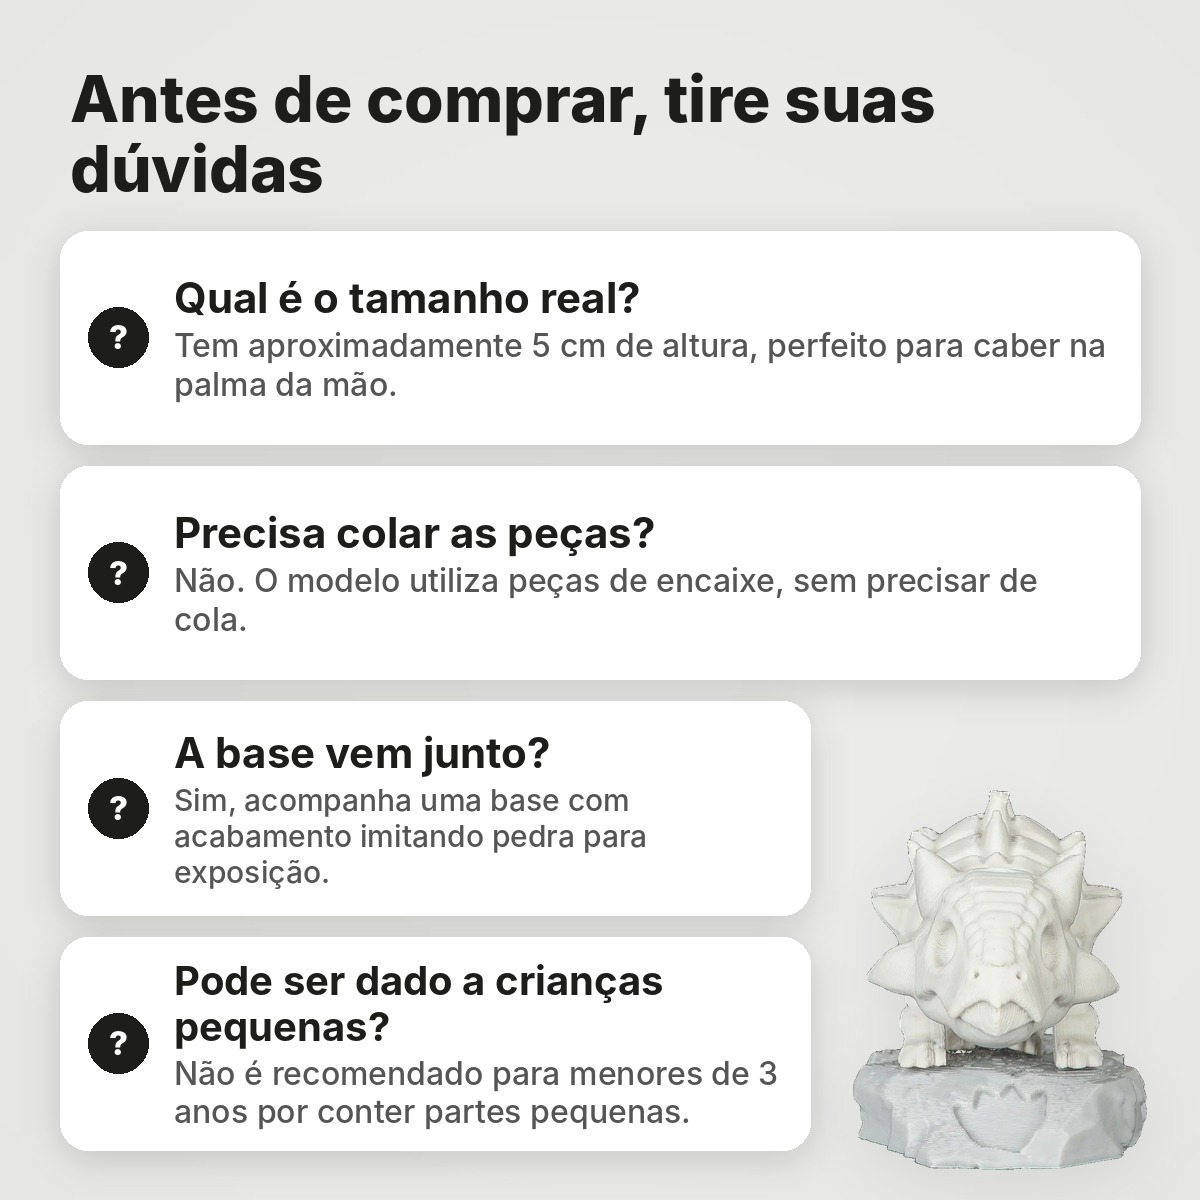 Antes de comprar, tire suas
dúvidas
?
Qual é o tamanho real?
Tem aproximadamente 5 cm de altura, perfeito para caber na
palma da mão.
?
Precisa colar as peças?
Não. O modelo utiliza peças de encaixe, sem precisar de
cola.
?
A base vem junto?
Sim, acompanha uma base com
acabamento imitando pedra para
exposição.
?
Pode ser dado a crianças
pequenas?
Não é recomendado para menores de 3
anos por conter partes pequenas.